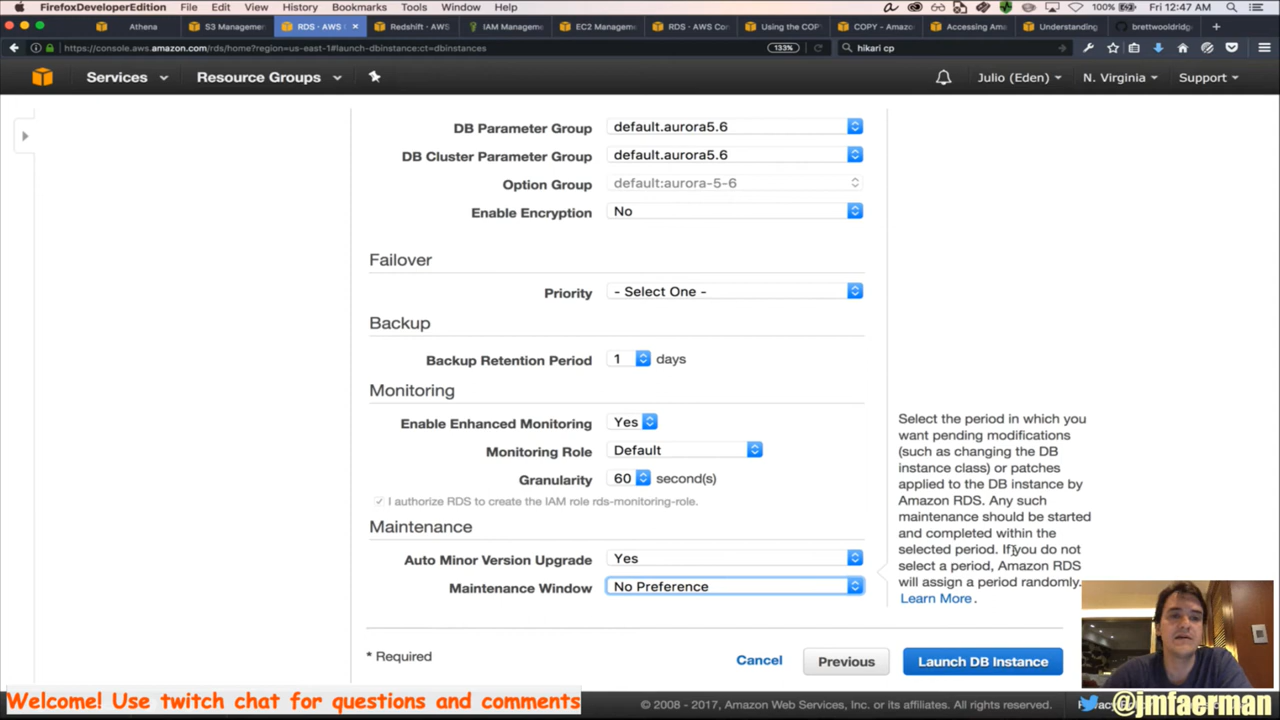 FirefoxDeveloperEdition File Edit View History Bookmarks Tools Window Help 100% Fri 12:47 AM
Athena
S3 Manageme
RDS - AWS
Redshift - AWS
IAM Manageme
EC2 Manageme
RDS - AWS Con
Using the COP
COPY - Amazo
Accessing Ama
Understanding
brettwooldridg
https://console.aws.amazon.com/rds/home?region=us-east-1#launch-dbinstance:ct=dbinstances
133%
hikari cp
Services
Resource Groups
Julio (Eden)
N. Virginia
Support
DB Parameter Group default.aurora5.6
DB Cluster Parameter Group default.aurora5.6
Option Group default:aurora-5-6
Enable Encryption No
Failover
Priority - Select One -
Backup
Backup Retention Period 1 days
Monitoring
Enable Enhanced Monitoring Yes
Monitoring Role Default
Granularity 60 second(s)
I authorize RDS to create the IAM role rds-monitoring-role.
Maintenance
Auto Minor Version Upgrade Yes
Maintenance Window No Preference
Select the period in which you
want pending modifications
(such as changing the DB
instance class) or patches
applied to the DB instance by
Amazon RDS. Any such
maintenance should be started
and completed within the
selected period. If you do not
select a period, Amazon RDS
will assign a period randomly.
Learn More.
* Required
Cancel
Previous
Launch DB Instance
Welcome! Use twitch chat for questions and comments
© 2008 - 2017, Amazon Web Services, Inc. or its affiliates. All rights reserved.
@jmfaerman